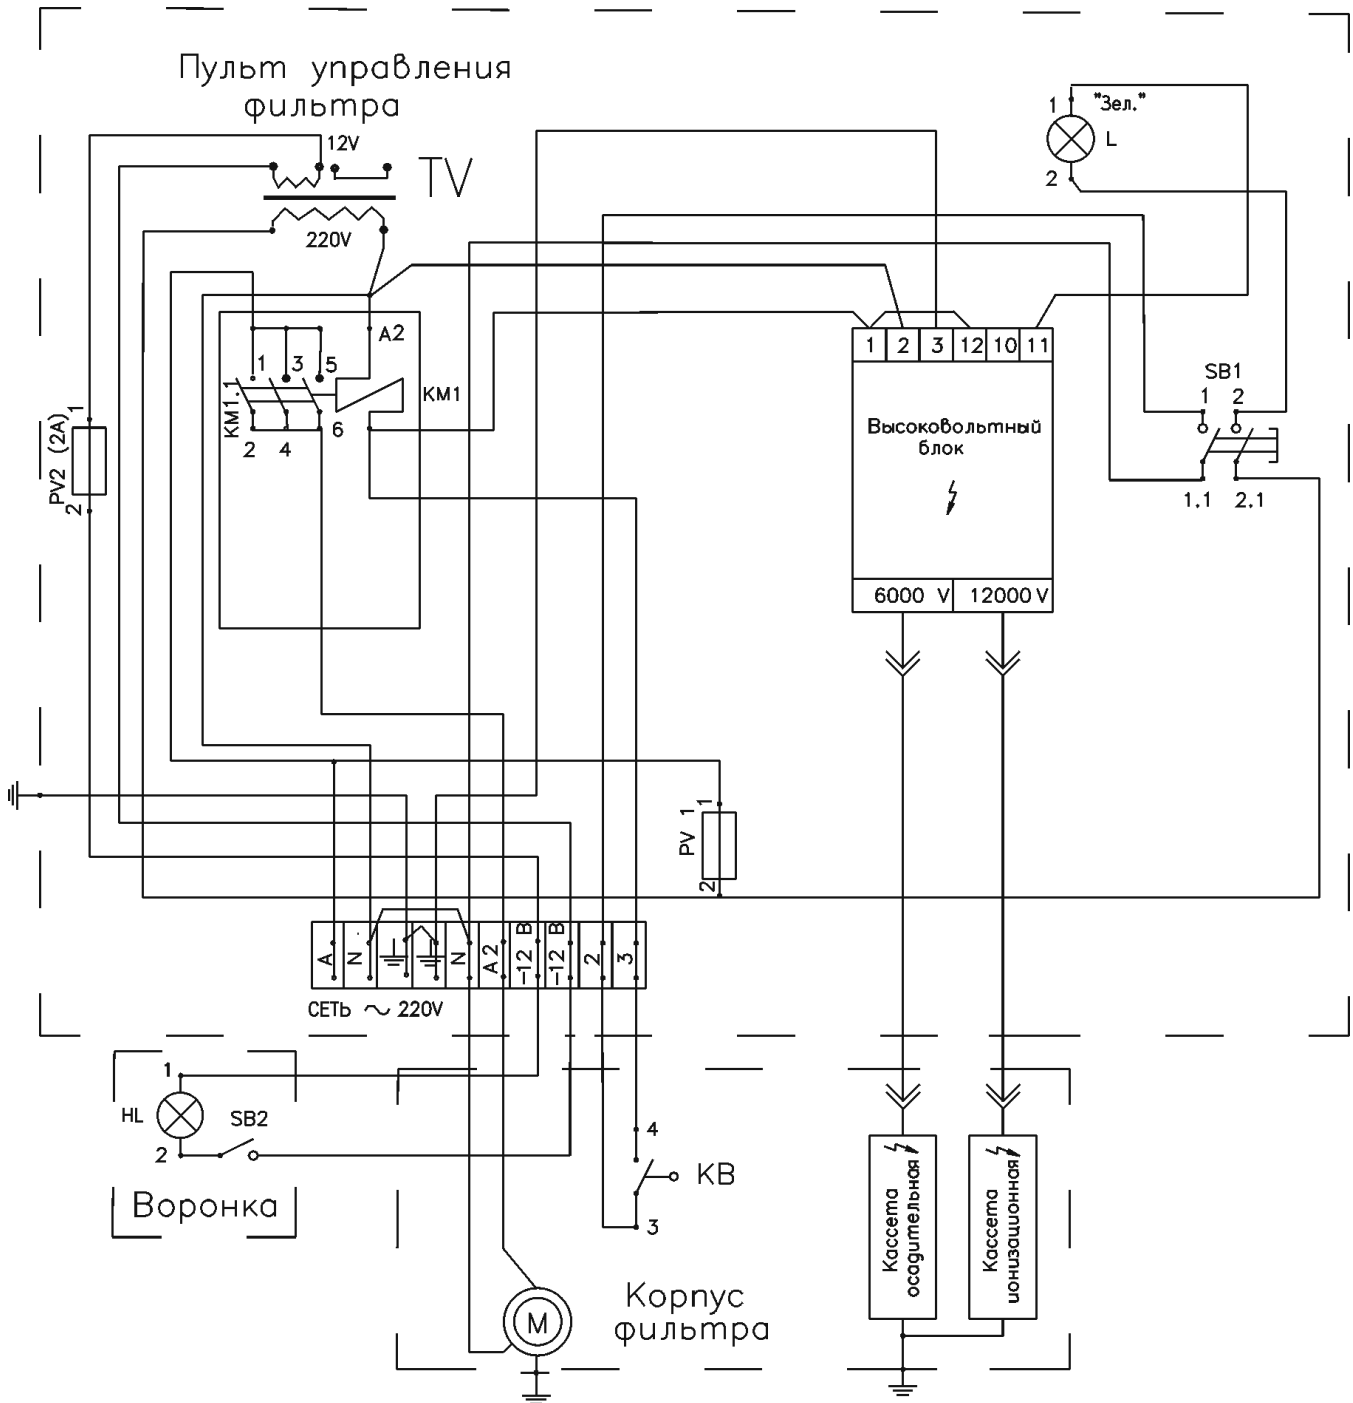 Пульт управления
фильтра
12V
TV
220V
1
"Зел."
L
2
A2
1
3
5
KM1.1
KM1
2
4
6
1
PV2 (2A)
2
1
2
3
12
10
11
Высоковольтный
блок
6000 V
12000 V
SB1
1
2
1.1
2.1
1
PV 1
2
A
N
N
A2
-12 В
-12 В
2
3
СЕТЬ ~ 220V
1
HL
SB2
2
Воронка
4
КВ
3
M
Корпус
фильтра
Кассета
осадительная
Кассета
ионизационная